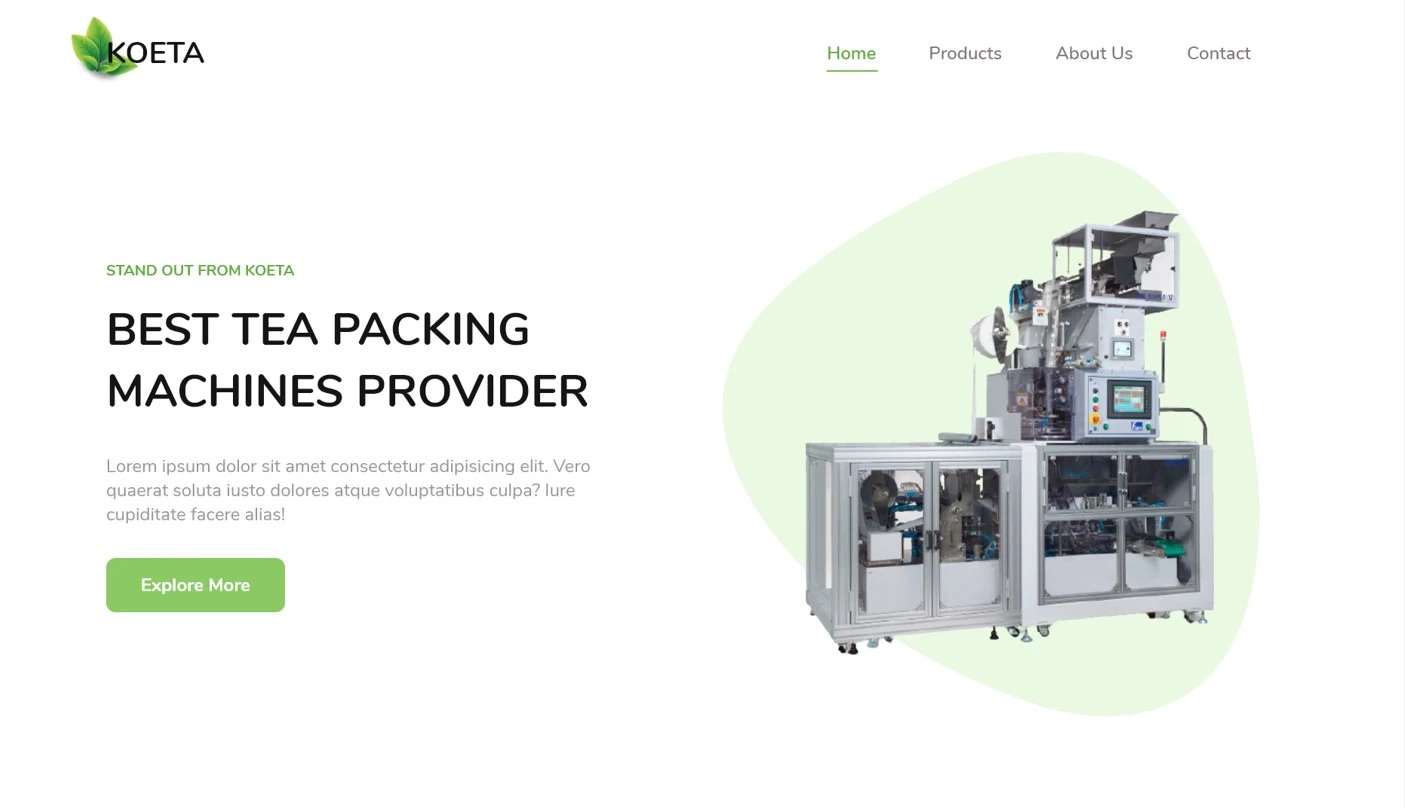 KOETA
Home
Products
About Us
Contact
STAND OUT FROM KOETA
BEST TEA PACKING
MACHINES PROVIDER
Lorem ipsum dolor sit amet consectetur adipisicing elit. Vero
quaerat soluta iusto dolores atque voluptatibus culpa? Iure
cupiditate facere alias!
Explore More